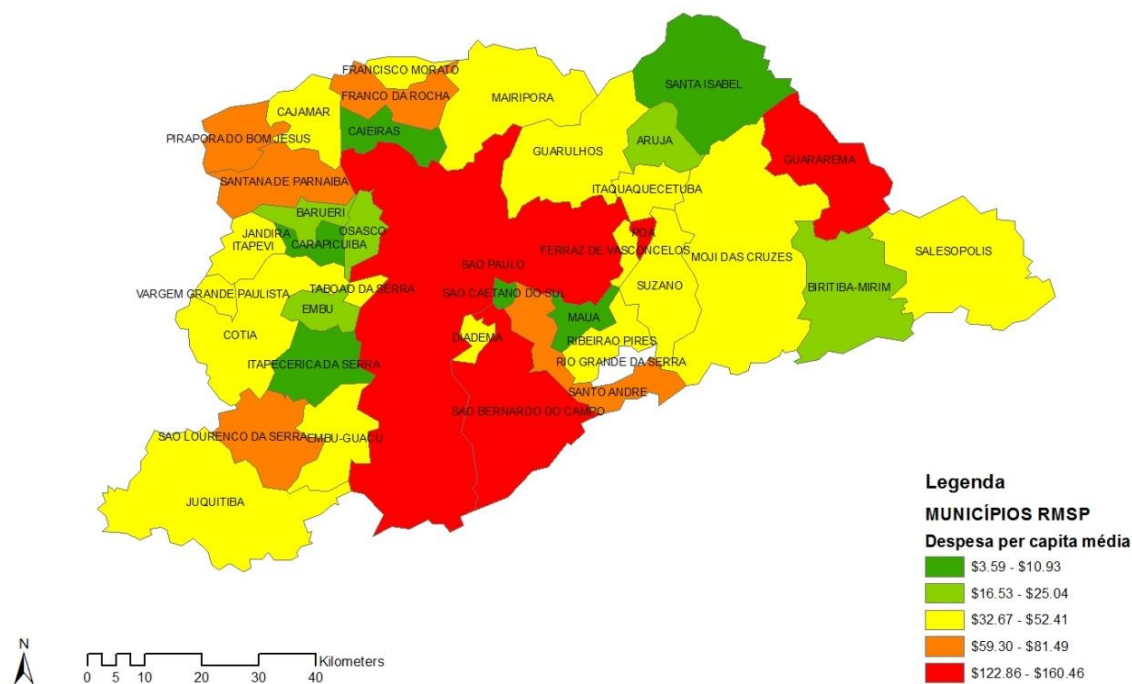 FRANCISCO MORATO
SANTA ISABEL
FRANCO DA ROCHA
MAIRIPORA
CAJAMAR
CAIEIRAS
PIRAPORA DO BOM JESUS
ARUJA
GUARULHOS
GUARAREMA
SANTANA DE PARNAIBA
ITAQUAQUECETUBA
BARUERI
JANDIRA
OSASCO
POA
ITAPEVI
CARAPICUIBA
FERRAZ DE VASCONCELOS
SALESOPOLIS
MOJI DAS CRUZES
SAO PAULO
SUZANO
TABOAO DA SERRA
BIRITIBA-MIRIM
VARGEM GRANDE PAULISTA
SAO CAETANO DO SUL
EMBU
MAUA
COTIA
DIADEMA
RIBEIRAO PIRES
ITAPECERICA DA SERRA
RIO GRANDE DA SERRA
SANTO ANDRE
SAO BERNARDO DO CAMPO
SAO LOURENCO DA SERRA
EMBU-GUACU
JUQUITIBA
Legenda
MUNICÍPIOS RMSP
Despesa per capita média
$3.59 - $10.93
$16.53 - $25.04
$32.67 - $52.41
$59.30 - $81.49
$122.86 - $160.46
N
Kilometers
0 5 10 20 30 40